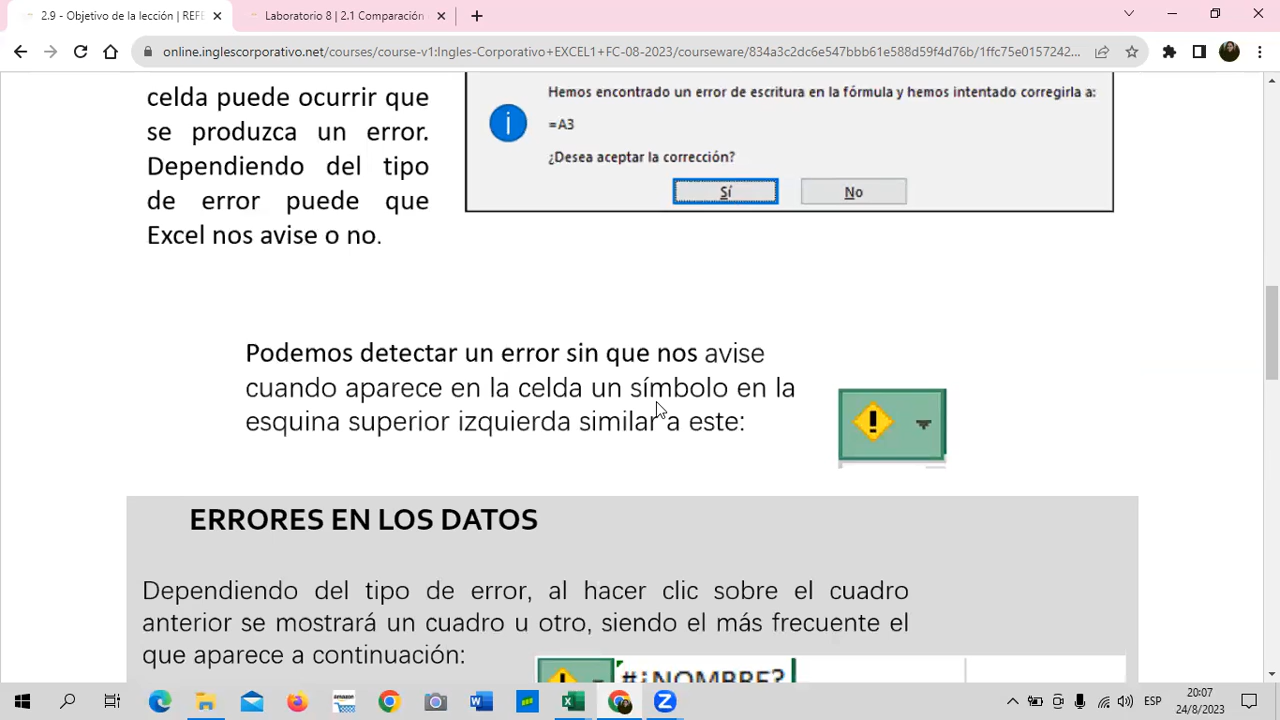 2.9 - Objetivo de la lección | REFE
Laboratorio 8 | 2.1 Comparación
online.inglescorporativo.net/courses/course-v1:Ingles-Corporativo+EXCEL1+FC-08-2023/courseware/834a3c2dc6e547bbb61e588d59f4d76b/1ffc75e0157242...
celda puede ocurrir que
se produzca un error.
Dependiendo del tipo
de error puede que
Excel nos avise o no.
Hemos encontrado un error de escritura en la fórmula y hemos intentado corregirla a:
=A3
¿Desea aceptar la corrección?
Sí
No
Podemos detectar un error sin que nos avise
cuando aparece en la celda un símbolo en la
esquina superior izquierda similar a este:
ERRORES EN LOS DATOS
Dependiendo del tipo de error, al hacer clic sobre el cuadro
anterior se mostrará un cuadro u otro, siendo el más frecuente el
que aparece a continuación:
#¿NOMBRE?
ESP
20:07
24/8/2023